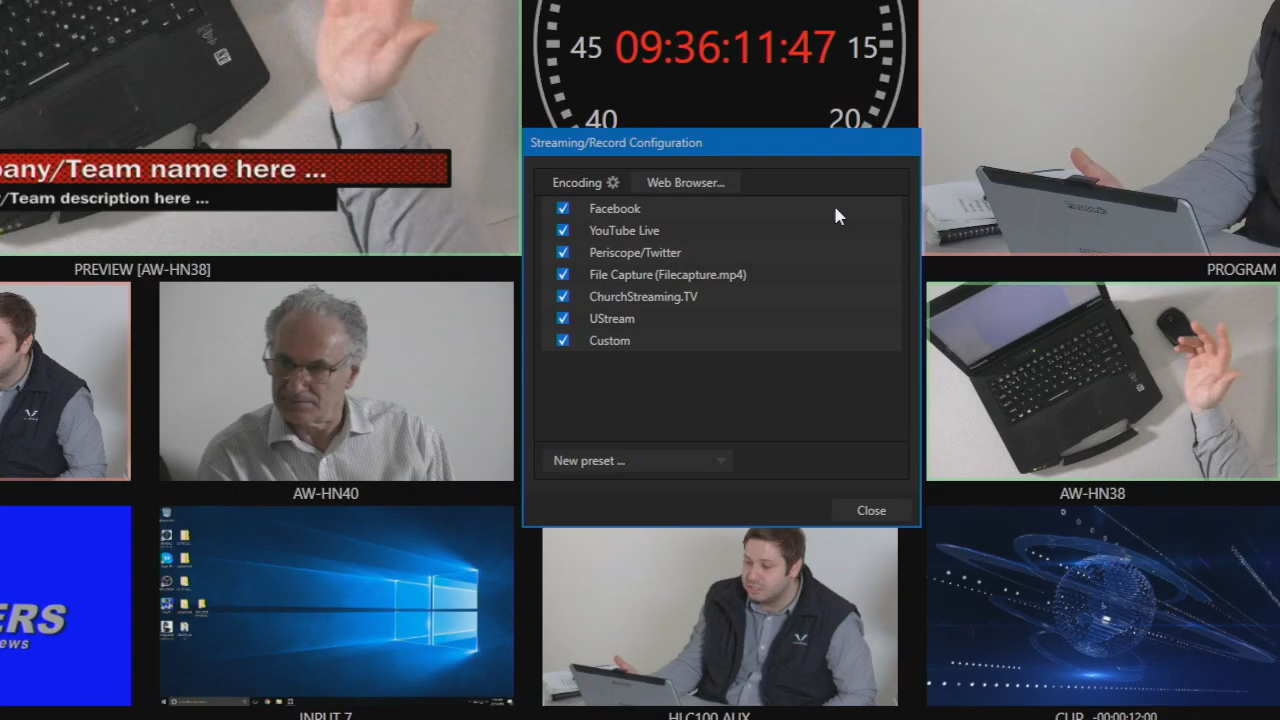 45 09:36:11:47 15
40 20
pany/Team name here ...
/Team description here ...
Streaming/Record Configuration
Encoding Web Browser...
Facebook
YouTube Live
Periscope/Twitter
File Capture (Filecapture.mp4)
ChurchStreaming.TV
UStream
Custom
New preset ...
Close
PREVIEW [AW-HN38]
PROGRAM
AW-HN40
AW-HN38
ERS
ews
INPUT 7
HLC100 AUX
CLIP -00:00:12:00